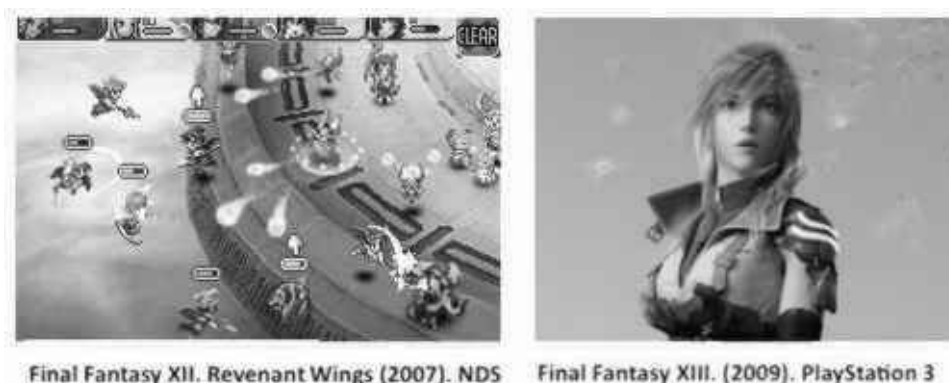 CLEAR
Final Fantasy XII. Revenant Wings (2007). NDS
Final Fantasy XIII. (2009). PlayStation 3